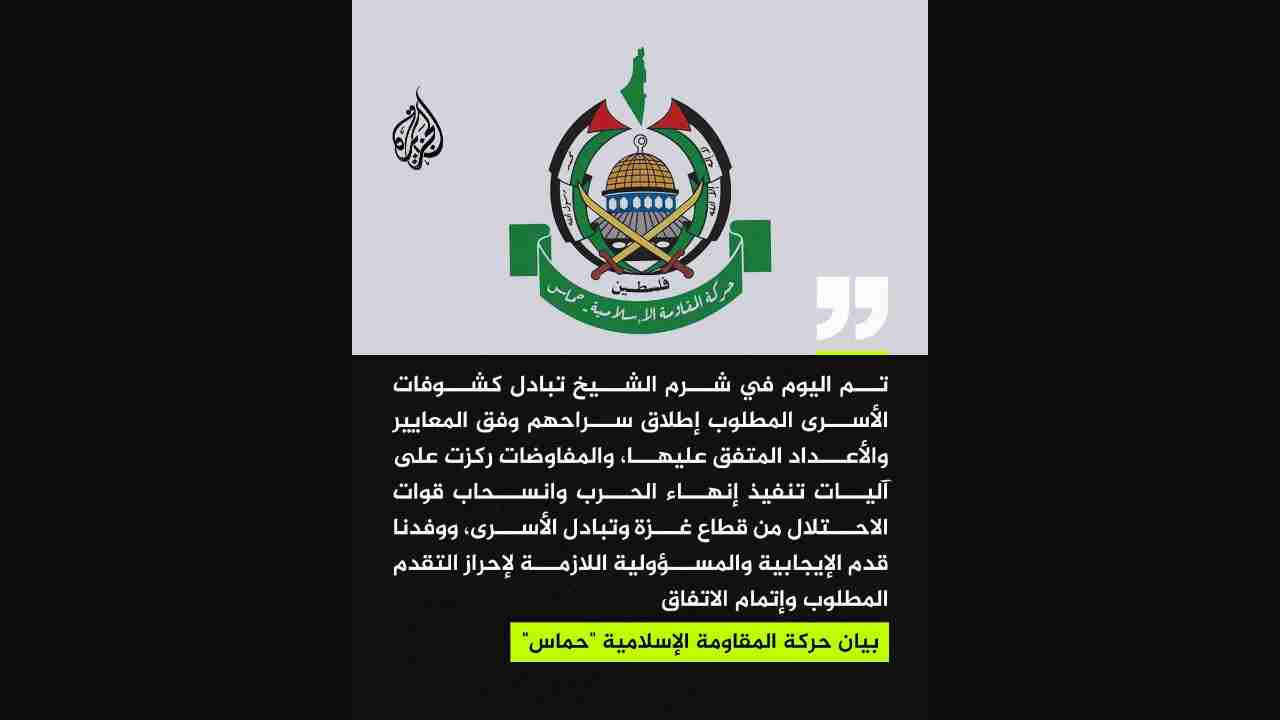 الجزيرة
فلسطين
حركة المقاومة الإسلامية - حماس
تم اليوم في شرم الشيخ تبادل كشوفات
الأسرى المطلوب إطلاق سراحهم وفق المعايير
والأعداد المتفق عليها، والمفاوضات ركزت على
آليات تنفيذ إنهاء الحرب وانسحاب قوات
الاحتلال من قطاع غزة وتبادل الأسرى، ووفدنا
قدم الإيجابية والمسؤولية اللازمة لإحراز التقدم
المطلوب وإتمام الاتفاق
بيان حركة المقاومة الإسلامية "حماس"